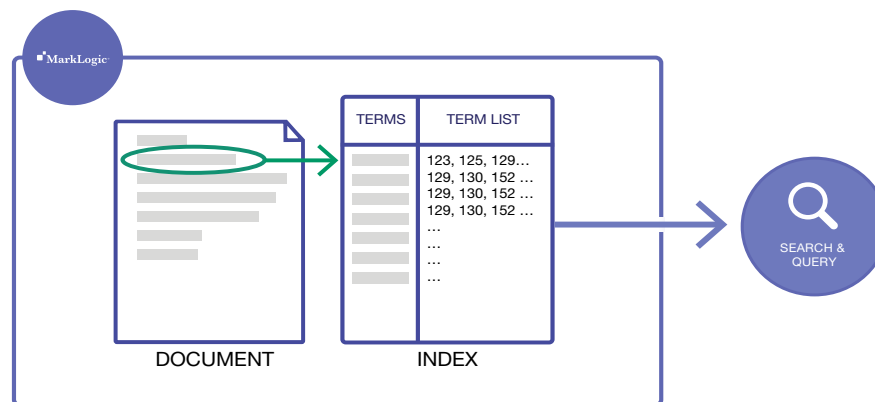 MarkLogic
TERMS
TERM LIST
123, 125, 129...
129, 130, 152 ...
129, 130, 152 ...
129, 130, 152 ...
...
...
...
...
SEARCH &
QUERY
DOCUMENT
INDEX